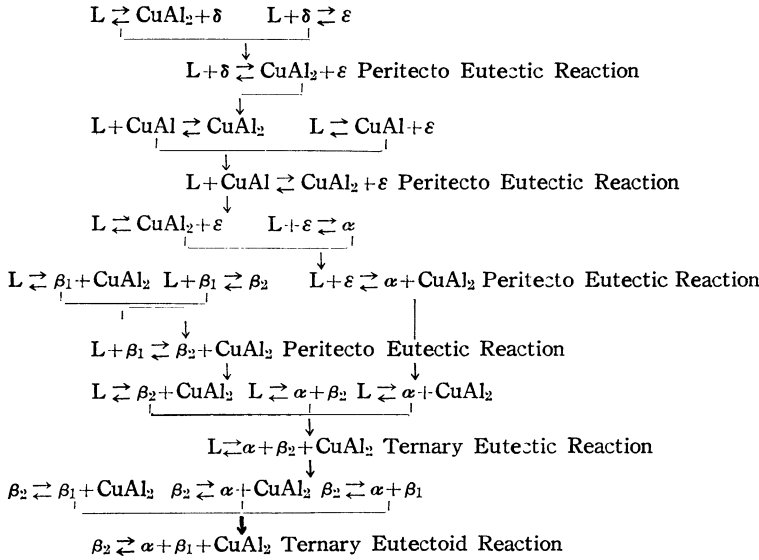 L ⇄ CuAl₂+δ L+δ ⇄ ε
L+δ ⇄ CuAl₂+ε Peritecto Eutectic Reaction
L+CuAl ⇄ CuAl₂ L ⇄ CuAl+ε
L+CuAl ⇄ CuAl₂+ε Peritecto Eutectic Reaction
L ⇄ CuAl₂+ε L+ε ⇄ α
L ⇄ β₁+CuAl₂ L+β₁ ⇄ β₂ L+ε ⇄ α+CuAl₂ Peritecto Eutectic Reaction
L+β₁ ⇄ β₂+CuAl₂ Peritecto Eutectic Reaction
L ⇄ β₂+CuAl₂ L ⇄ α+β₂ L ⇄ α+CuAl₂
L⇄α+β₂+CuAl₂ Ternary Eutectic Reaction
β₂ ⇄ β₁+CuAl₂ β₂ ⇄ α+CuAl₂ β₂ ⇄ α+β₁
β₂ ⇄ α+β₁+CuAl₂ Ternary Eutectoid Reaction